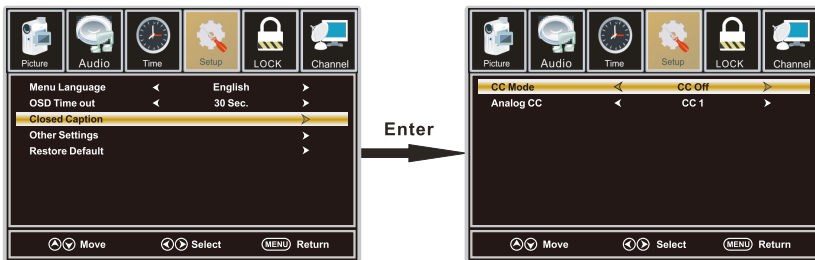 Picture Audio Time Setup LOCK Channel
Menu Language English
OSD Time out 30 Sec.
Closed Caption
Other Settings
Restore Default
Move Select MENU Return
Enter
Picture Audio Time Setup LOCK Channel
CC Mode CC Off
Analog CC CC 1
Move Select MENU Return